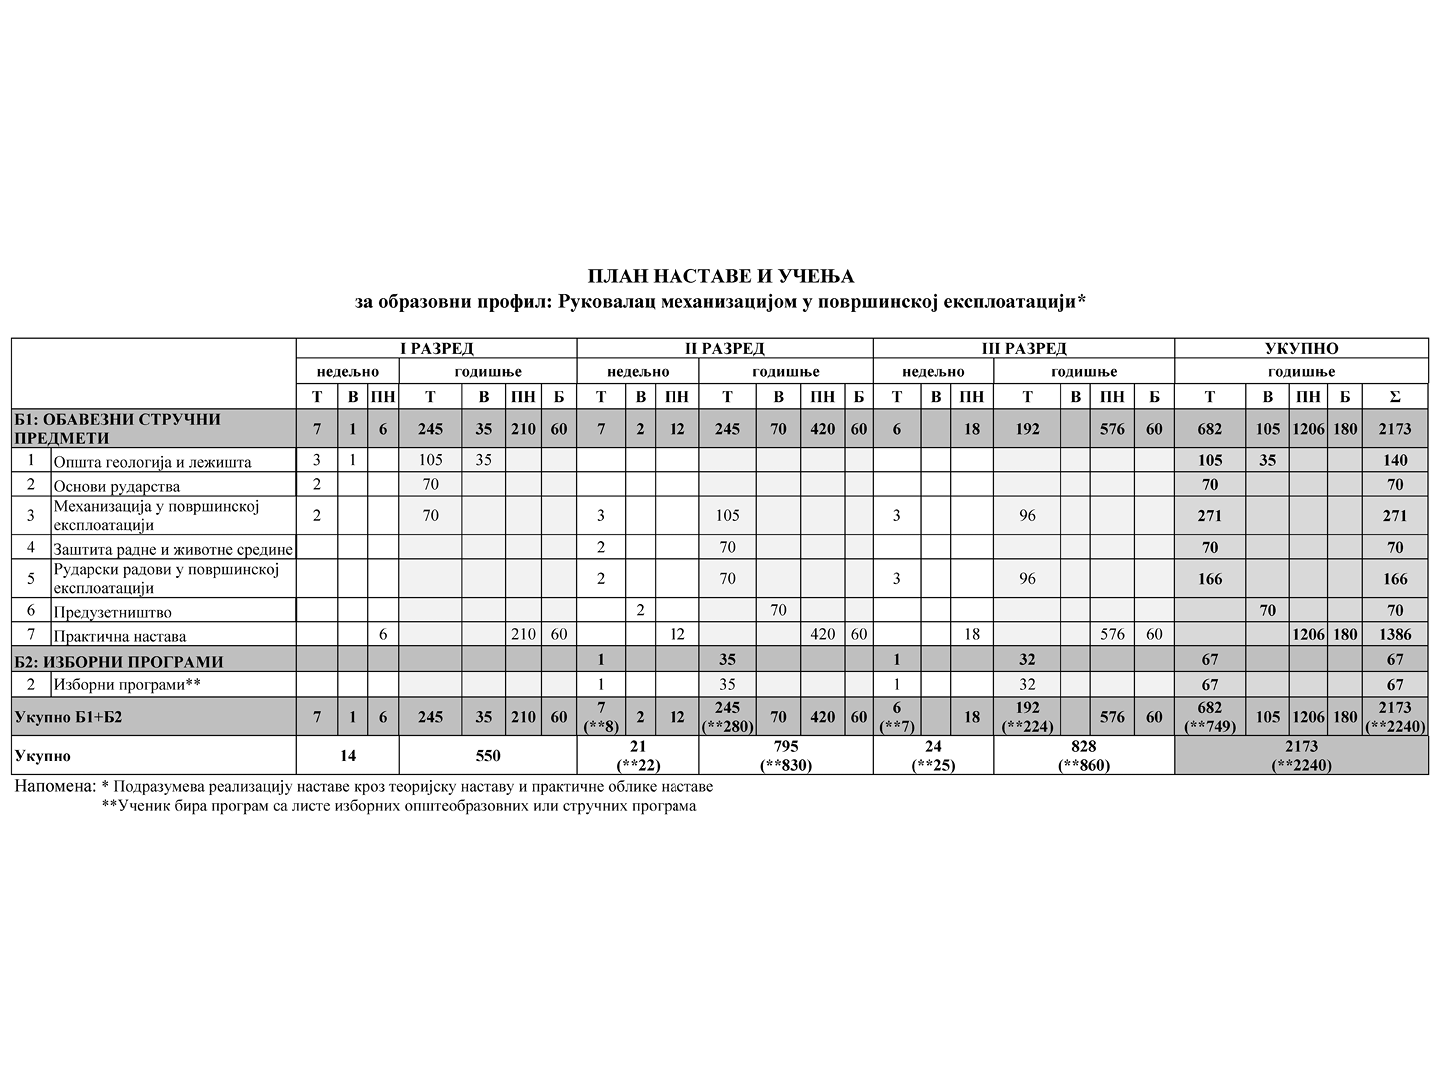 ПЛАН НАСТАВЕ И УЧЕЊА
за образовни профил: Руковалац механизацијом у површинској експлоатацији*
I РАЗРЕД II РАЗРЕД III РАЗРЕД УКУПНО
недељно годишње недељно годишње недељно годишње годишње
Т В ПН Т В ПН Б Т В ПН Т В ПН Б Т В ПН Т В ПН Б Т В ПН Б Σ
Б1: ОБАВЕЗНИ СТРУЧНИ
ПРЕДМЕТИ 7 1 6 245 35 210 60 7 2 12 245 70 420 60 6 18 192 576 60 682 105 1206 180 2173
1 Општа геологија и лежишта 3 1 105 35 105 35 140
2 Основи рударства 2 70 70 70
3 Механизација у површинској
експлоатацији 2 70 3 105 3 96 271 271
4 Заштита радне и животне средине 2 70 70 70
5 Рударски радови у површинској
експлоатацији 2 70 3 96 166 166
6 Предузетништво 2 70 70 70
7 Практична настава 6 210 60 12 420 60 18 576 60 1206 180 1386
Б2: ИЗБОРНИ ПРОГРАМИ 1 35 1 32 67 67
2 Изборни програми** 1 35 1 32 67 67
Укупно Б1+Б2 7 1 6 245 35 210 60 7 2 12 245 70 420 60 6 18 192 576 60 682 105 1206 180 2173
(**8) (**280) (**7) (**224) (**749) (**2240)
Укупно 14 550 21 795 24 828 2173
(**22) (**830) (**25) (**860) (**2240)
Напомена: * Подразумева реализацију наставе кроз теоријску наставу и практичне облике наставе
**Ученик бира програм са листе изборних општеобразовних или стручних програма